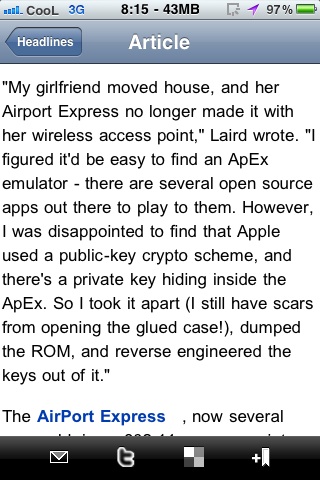 CooL 3G 8:15 - 43MB 97%
Headlines Article
"My girlfriend moved house, and her
Airport Express no longer made it with
her wireless access point," Laird wrote. "I
figured it'd be easy to find an ApEx
emulator - there are several open source
apps out there to play to them. However,
I was disappointed to find that Apple
used a public-key crypto scheme, and
there's a private key hiding inside the
ApEx. So I took it apart (I still have scars
from opening the glued case!), dumped
the ROM, and reverse engineered the
keys out of it."
The AirPort Express , now several